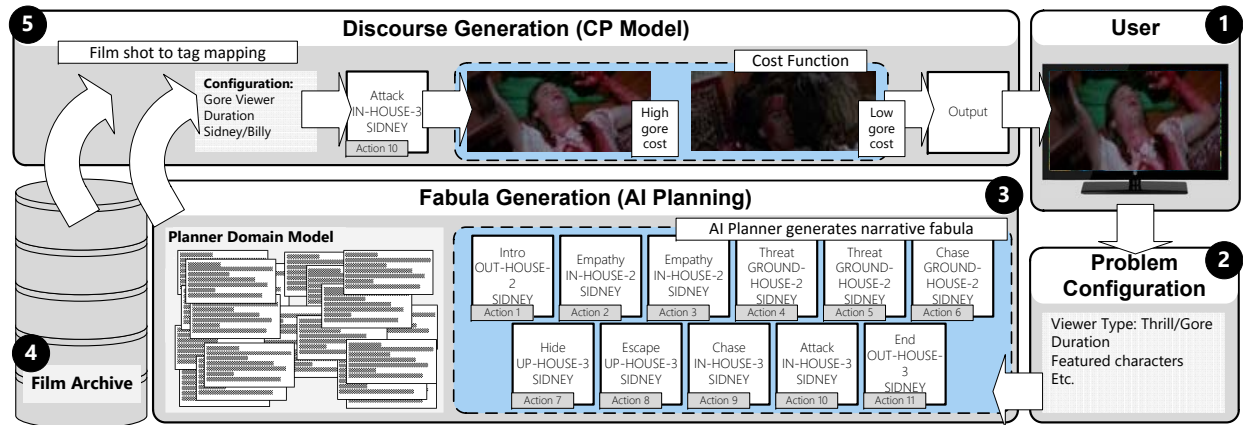 5
Discourse Generation (CP Model)
Film shot to tag mapping
Configuration:
Gore Viewer
Duration
Sidney/Billy
Attack
IN-HOUSE-3
SIDNEY
Action 10
Cost Function
High
gore
cost
Low
gore
cost
Output
User
1
Fabula Generation (AI Planning)
3
Planner Domain Model
AI Planner generates narrative fabula
Intro
OUT-HOUSE-
2
SIDNEY
Action 1
Empathy
IN-HOUSE-2
SIDNEY
Action 2
Empathy
IN-HOUSE-2
SIDNEY
Action 3
Threat
GROUND-
HOUSE-2
SIDNEY
Action 4
Threat
GROUND-
HOUSE-2
SIDNEY
Action 5
Chase
GROUND-
HOUSE-2
SIDNEY
Action 6
Hide
UP-HOUSE-3
SIDNEY
Action 7
Escape
UP-HOUSE-3
SIDNEY
Action 8
Chase
IN-HOUSE-3
SIDNEY
Action 9
Attack
IN-HOUSE-3
SIDNEY
Action 10
End
OUT-HOUSE-
3
SIDNEY
Action 11
4
Film Archive
2
Problem
Configuration
Viewer Type: Thrill/Gore
Duration
Featured characters
Etc.